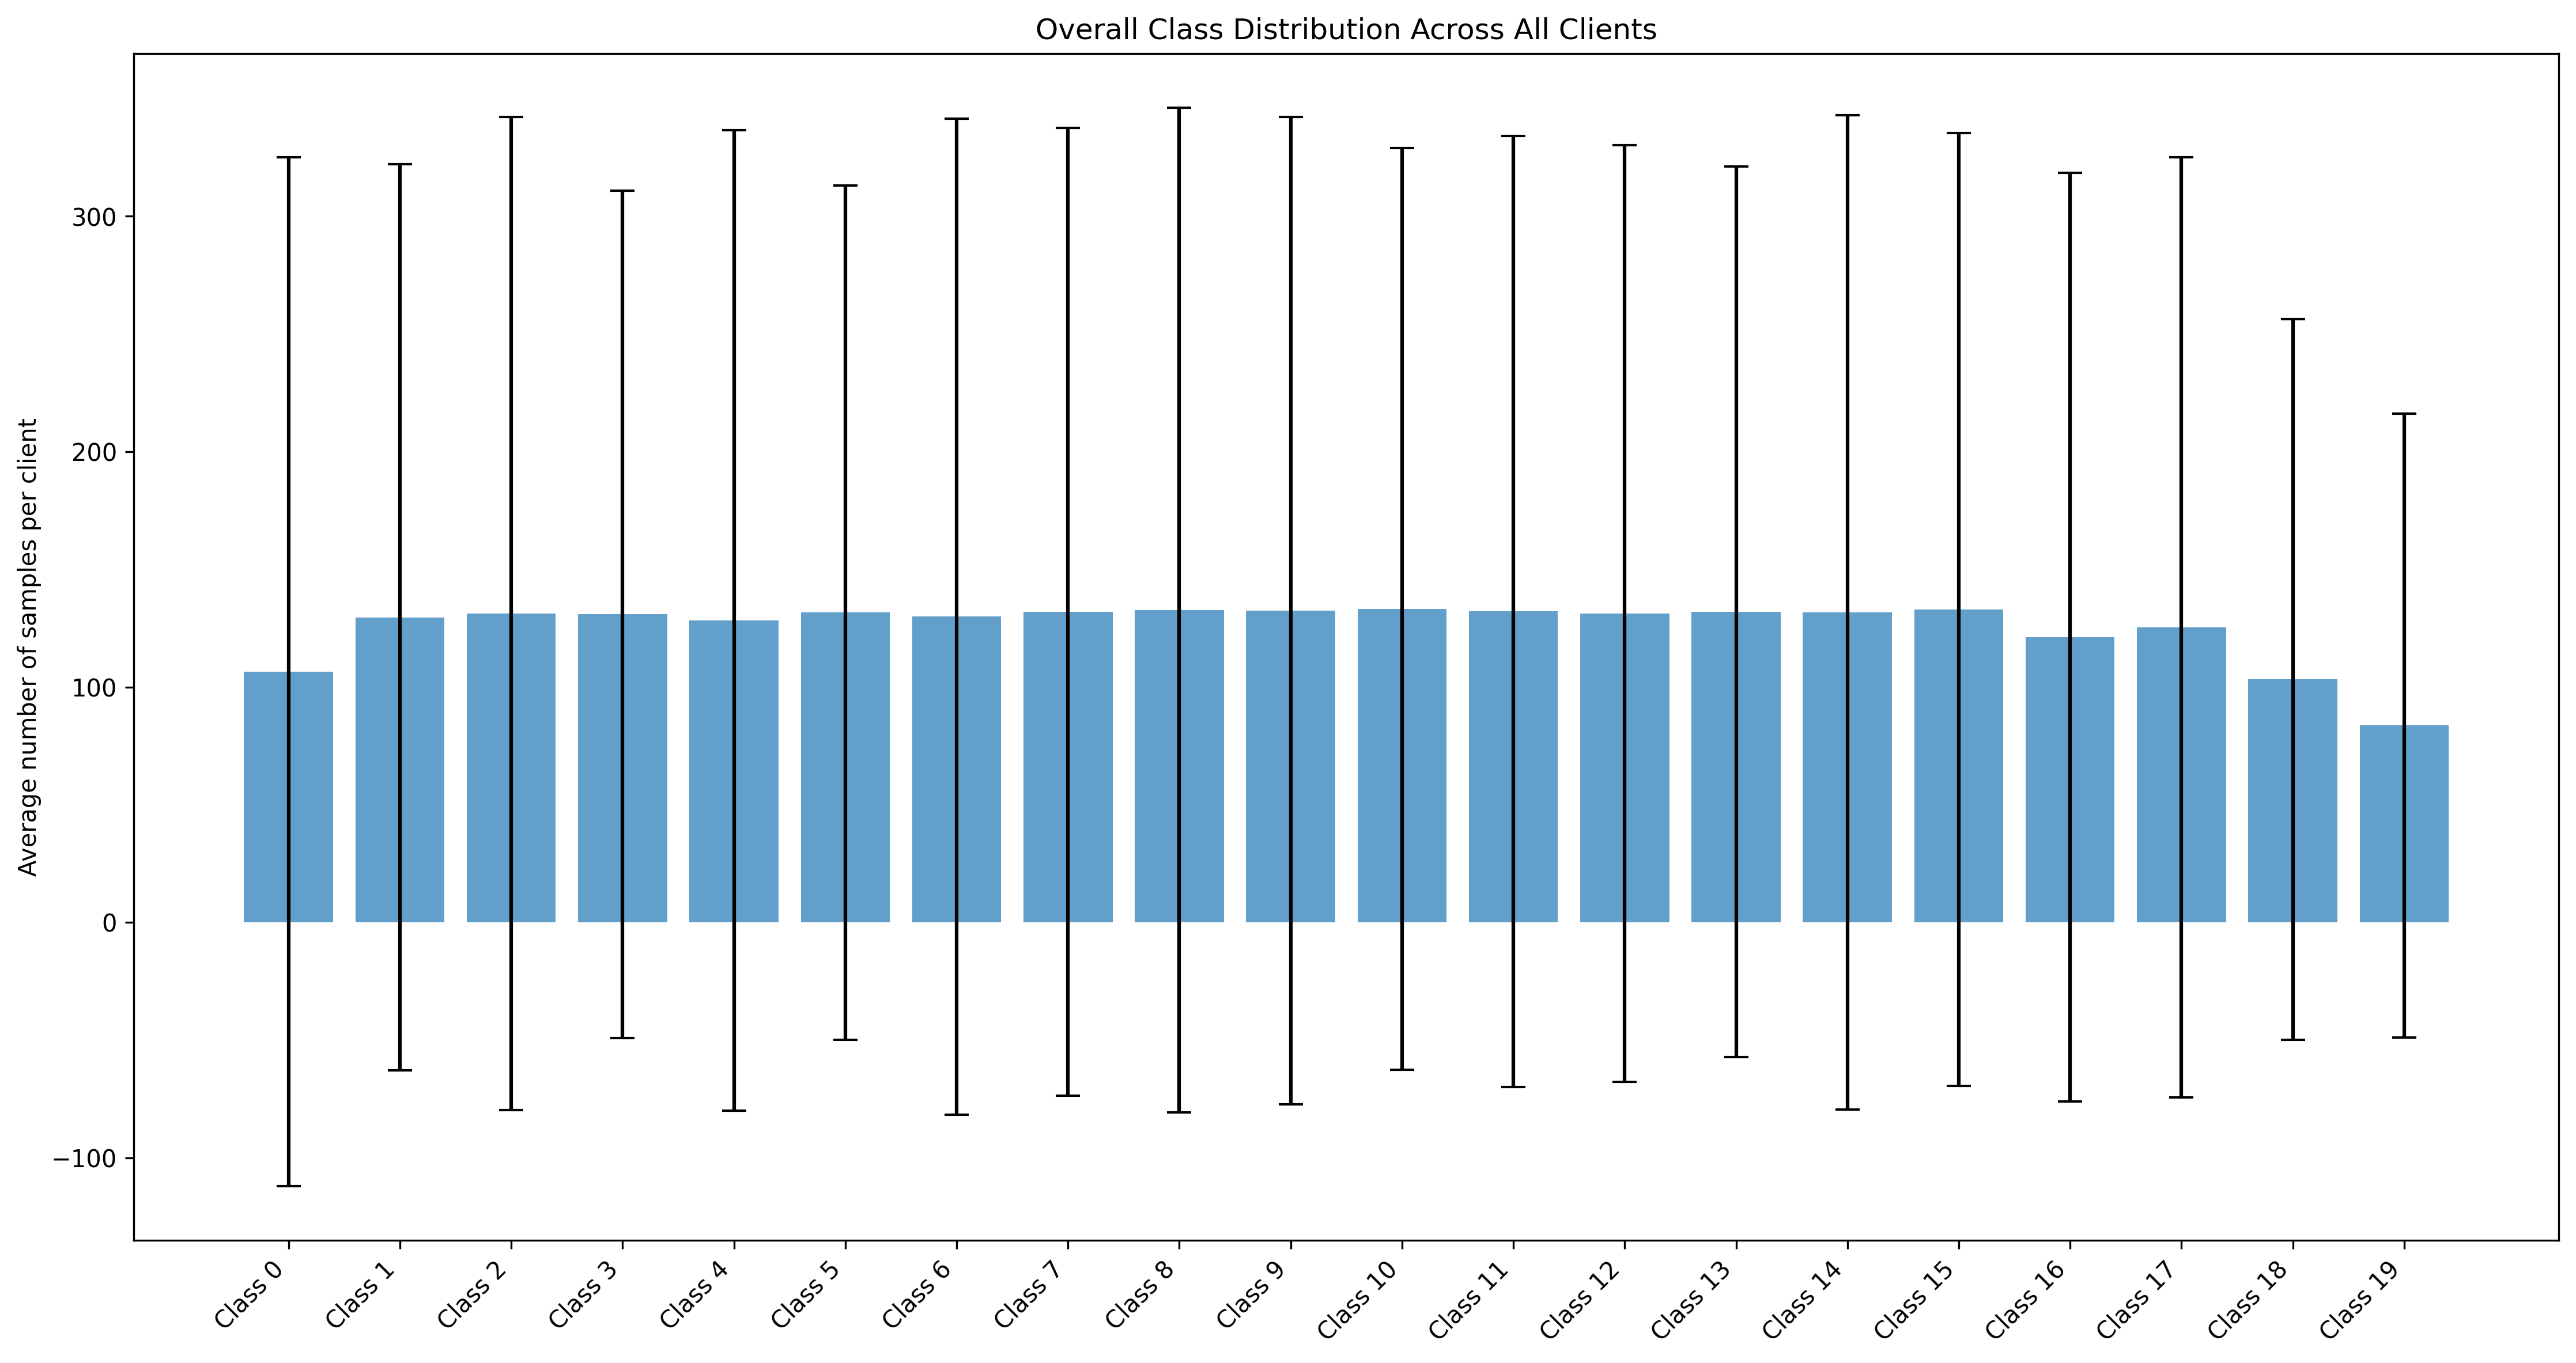 Overall Class Distribution Across All Clients
Average number of samples per client
300
200
100
0
−100
Class 0
Class 1
Class 2
Class 3
Class 4
Class 5
Class 6
Class 7
Class 8
Class 9
Class 10
Class 11
Class 12
Class 13
Class 14
Class 15
Class 16
Class 17
Class 18
Class 19